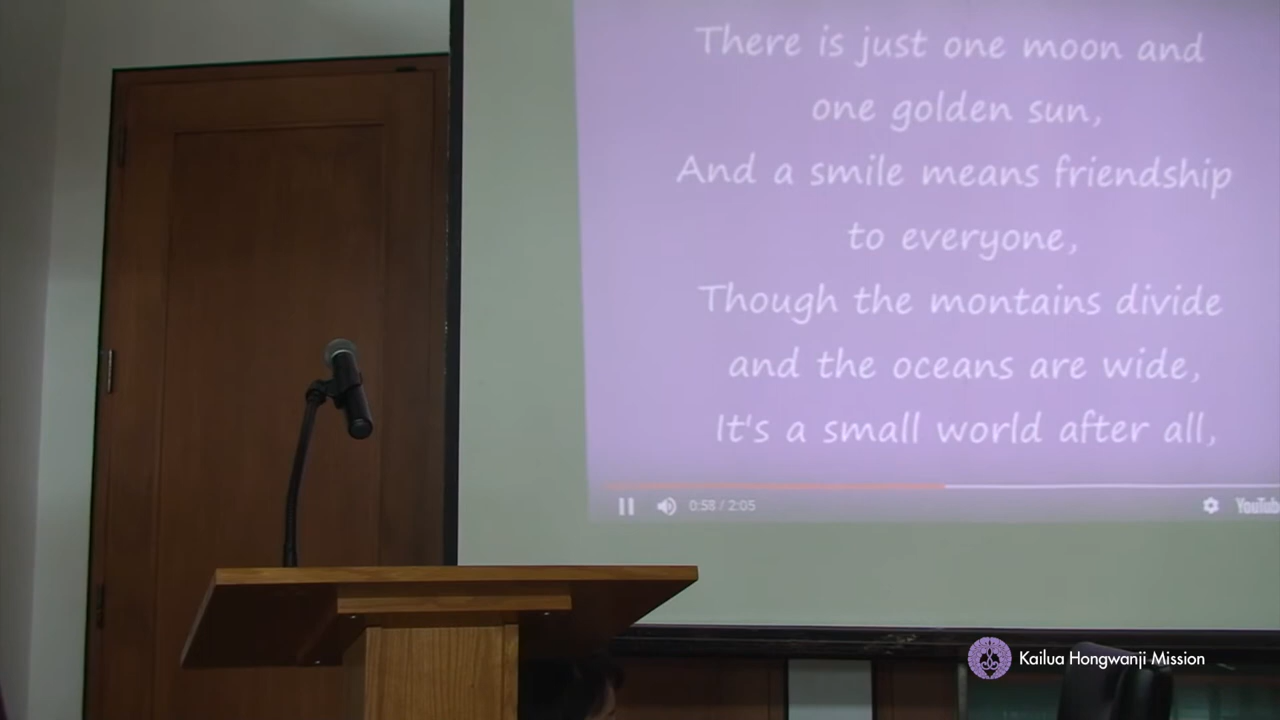 There is just one moon and
one golden sun,
And a smile means friendship
to everyone,
Though the montains divide
and the oceans are wide,
It's a small world after all,
0:58 / 2:05
YouTub
Kailua Hongwanji Mission